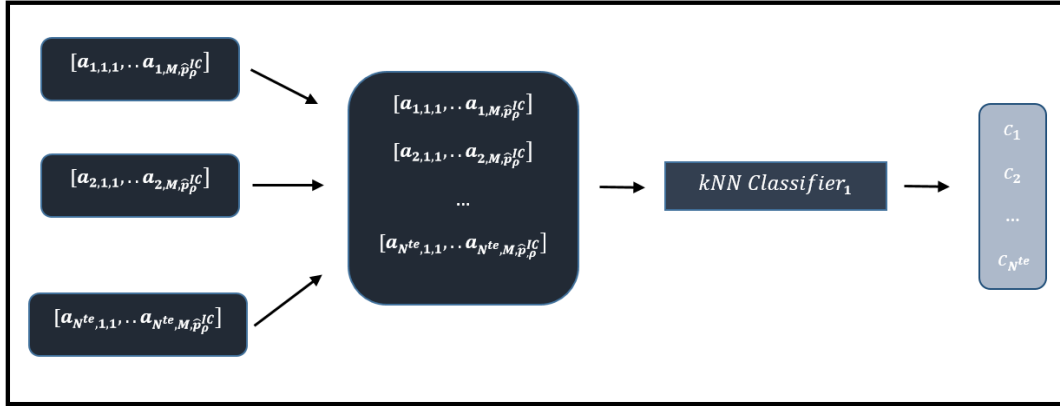 [a_{1,1,1}, . . a_{1,M,p̂_ρ^{IC}}]
[a_{2,1,1}, . . a_{2,M,p̂_ρ^{IC}}]
[a_{N^{te},1,1}, . . a_{N^{te},M,p̂_ρ^{IC}}]
[a_{1,1,1}, . . a_{1,M,p̂_ρ^{IC}}]
[a_{2,1,1}, . . a_{2,M,p̂_ρ^{IC}}]
...
[a_{N^{te},1,1}, . . a_{N^{te},M,p̂,_ρ^{IC}}]
kNN Classifier_1
c_1
c_2
...
c_{N^{te}}